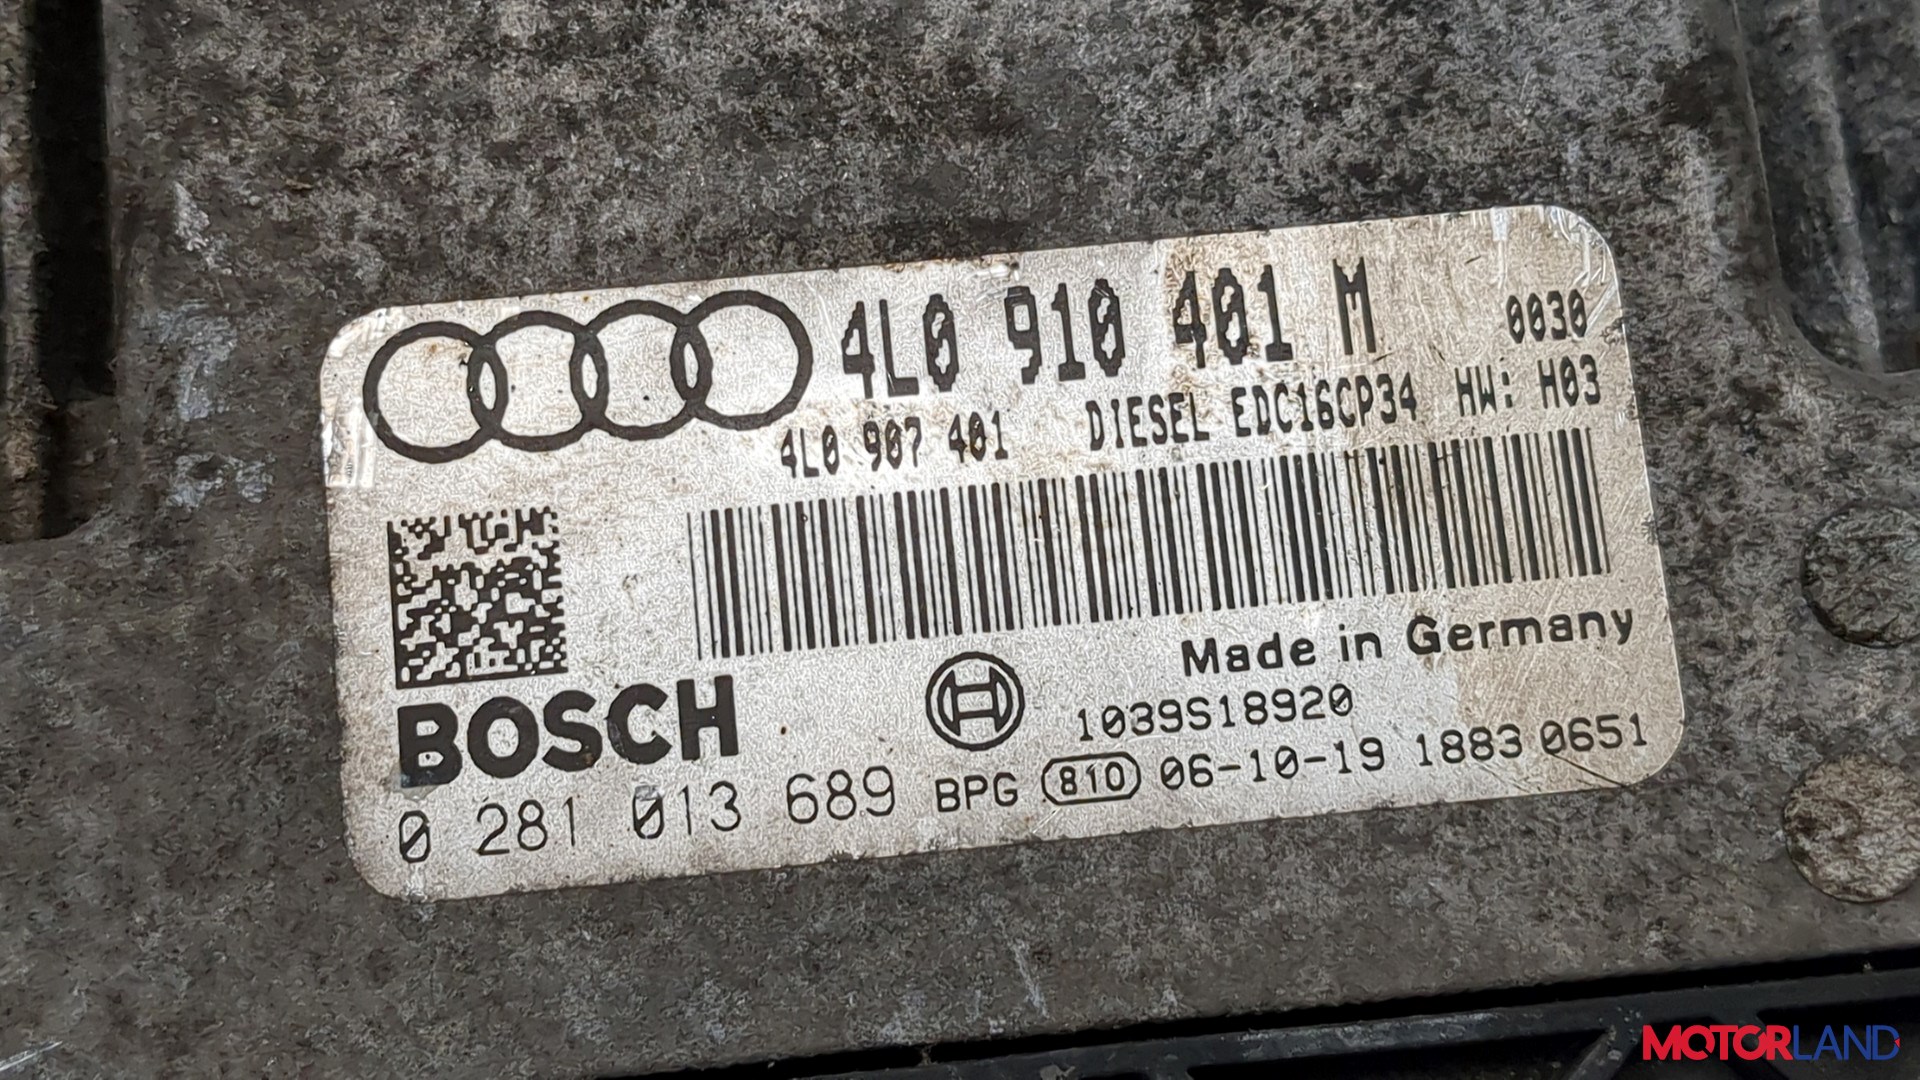 4L0 910 401 M 0030
4L0 907 401 DIESEL EDC16CP34 HW: H03
Made in Germany
BOSCH 1039S18920
0 281 013 689 BPG 810 06-10-19 1883 0651
MOTORLAND